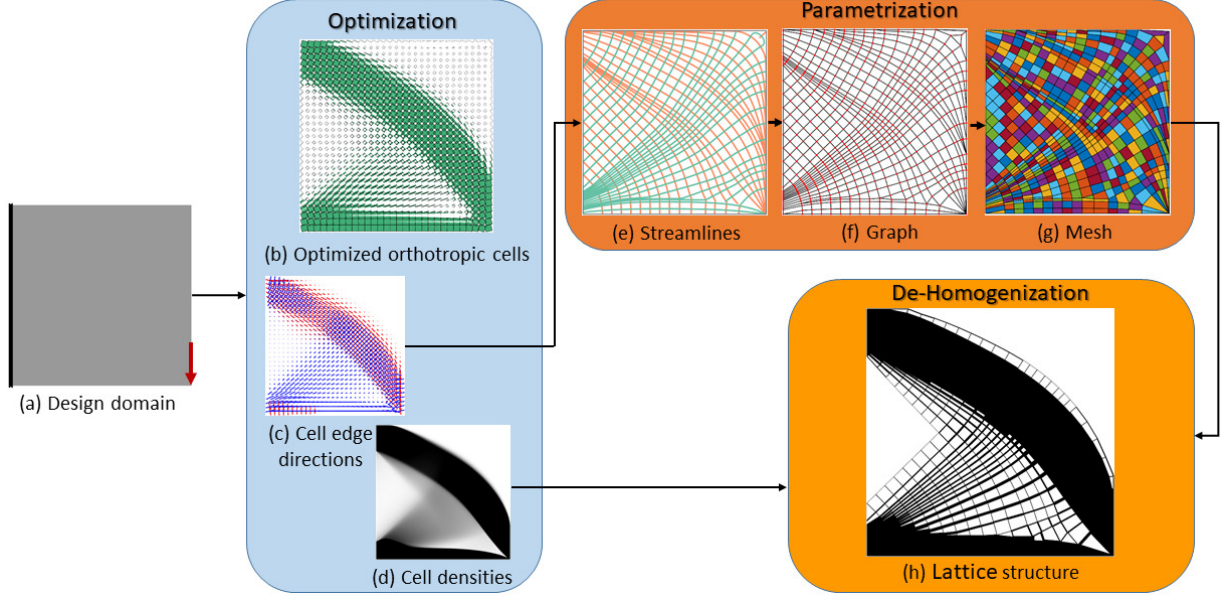 Optimization
Parametrization
(e) Streamlines
(f) Graph
(g) Mesh
(b) Optimized orthotropic cells
De-Homogenization
(a) Design domain
(c) Cell edge
directions
(d) Cell densities
(h) Lattice structure